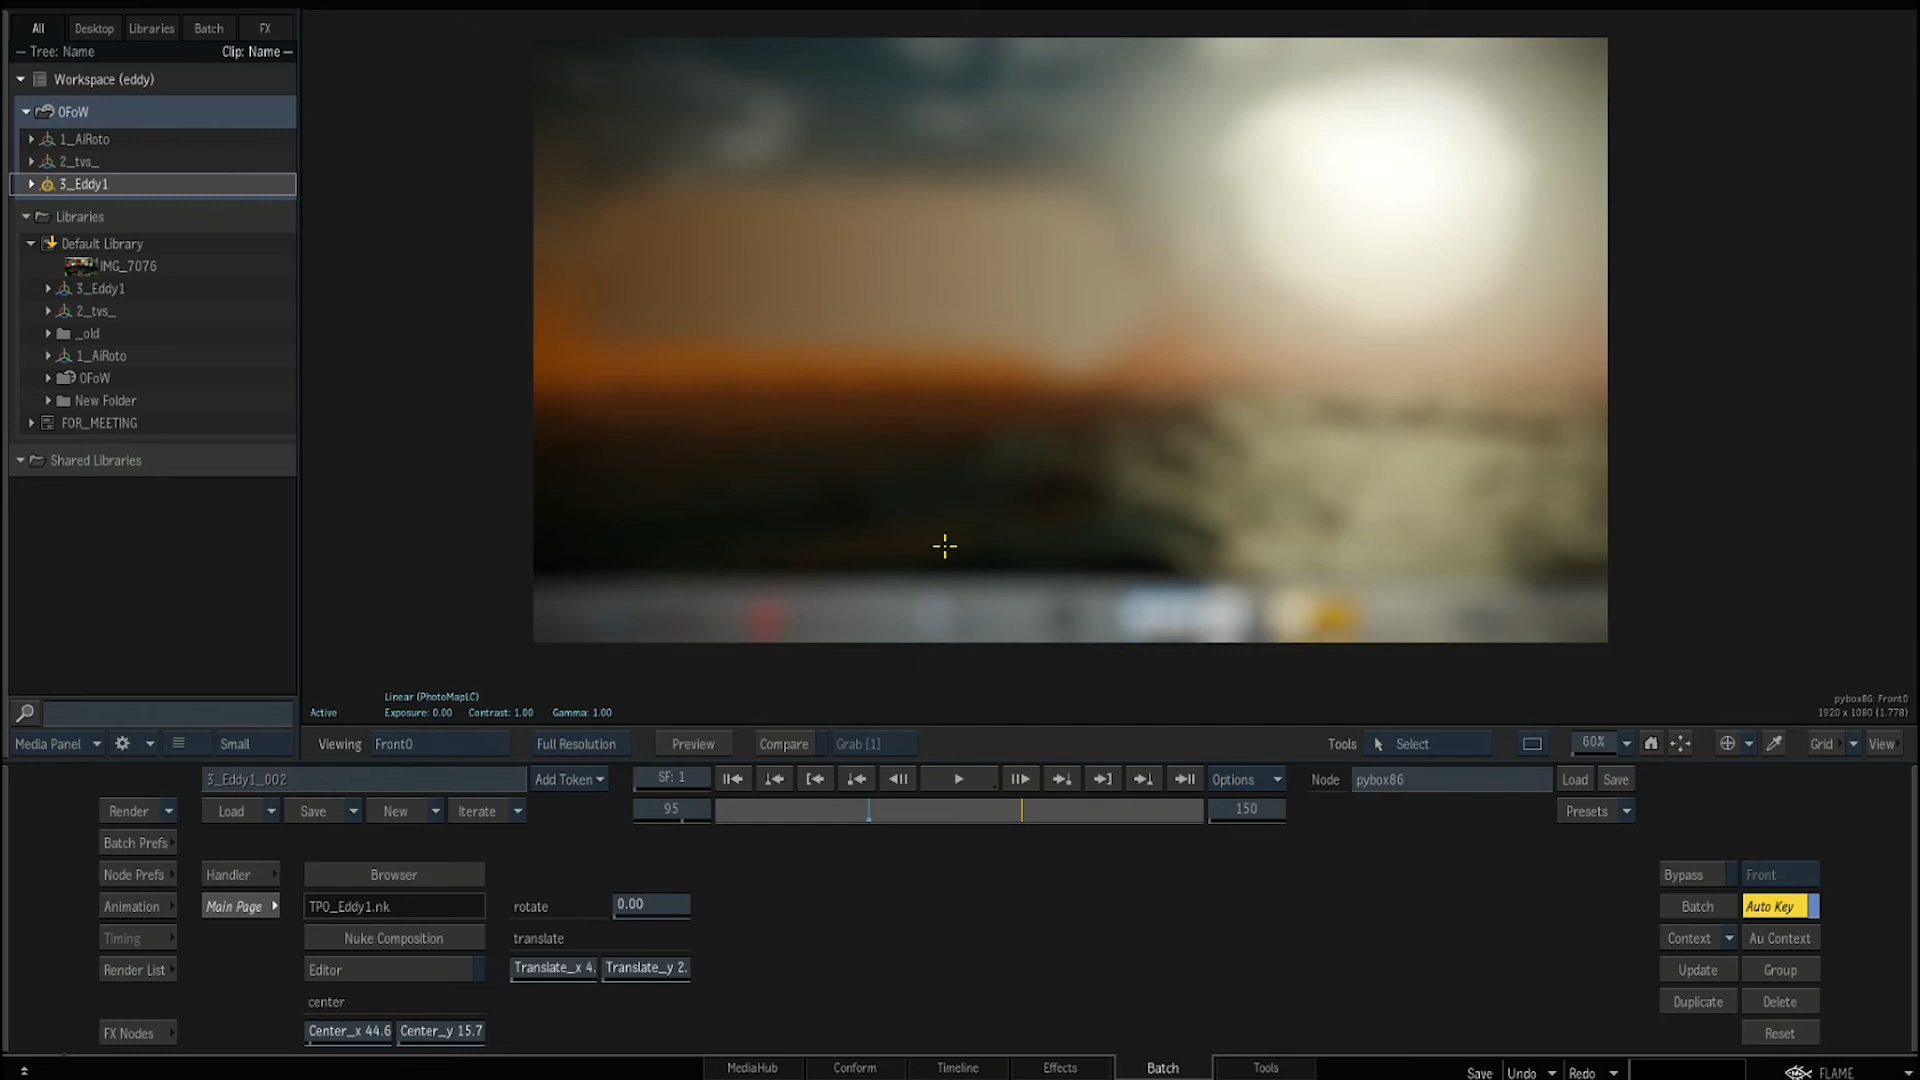 All Desktop Libraries Batch FX
Tree: Name Clip: Name
Workspace (eddy)
OFoW
1_AiRoto
2_tvs_
3_Eddy1
Libraries
Default Library
IMG_7076
3_Eddy1
2_tvs_
_old
1_AiRoto
OFoW
New Folder
FOR_MEETING
Shared Libraries
Linear (PhotoMapLC)
Active Exposure: 0.00 Contrast: 1.00 Gamma: 1.00
pybox86: Front0
1920 x 1080 (1.778)
Media Panel Small Viewing Front0 Full Resolution Preview Compare Grab [1] Tools Select 60% Grid View
3_Eddy1_002 Add Token SF: 1 Options Node pybox86 Load Save
Render Load Save New Iterate 95 150 Presets
Batch Prefs
Node Prefs Handler Browser Bypass Front
Animation Main Page TPO_Eddy1.nk rotate 0.00 Batch Auto Key
Timing Nuke Composition translate Context Au Context
Render List Editor Translate_x 4. Translate_y 2. Update Group
center Duplicate Delete
FX Nodes Center_x 44.6 Center_y 15.7 Reset
MediaHub Conform Timeline Effects Batch Tools Save Undo Redo FLAME